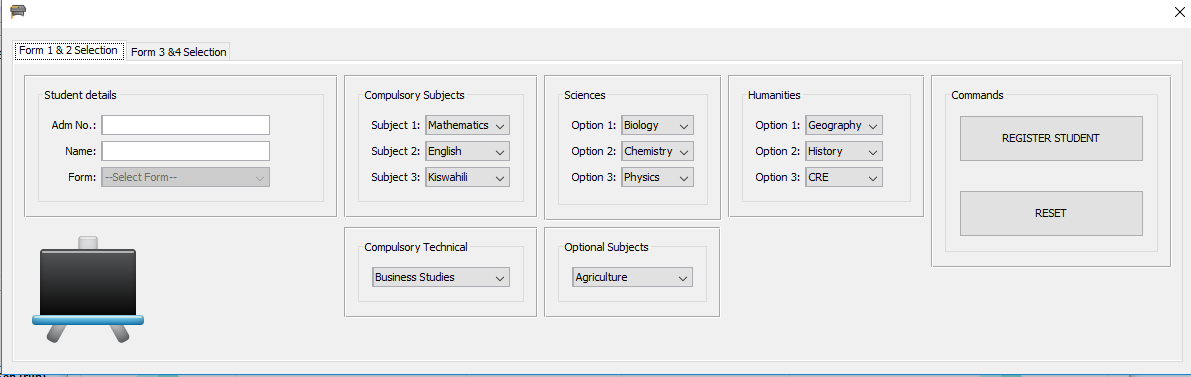 Form 1 & 2 Selection
Form 3 &4 Selection
Student details
Adm No.:
Name:
Form: --Select Form--
Compulsory Subjects
Subject 1: Mathematics
Subject 2: English
Subject 3: Kiswahili
Sciences
Option 1: Biology
Option 2: Chemistry
Option 3: Physics
Humanities
Option 1: Geography
Option 2: History
Option 3: CRE
Commands
REGISTER STUDENT
RESET
Compulsory Technical
Business Studies
Optional Subjects
Agriculture